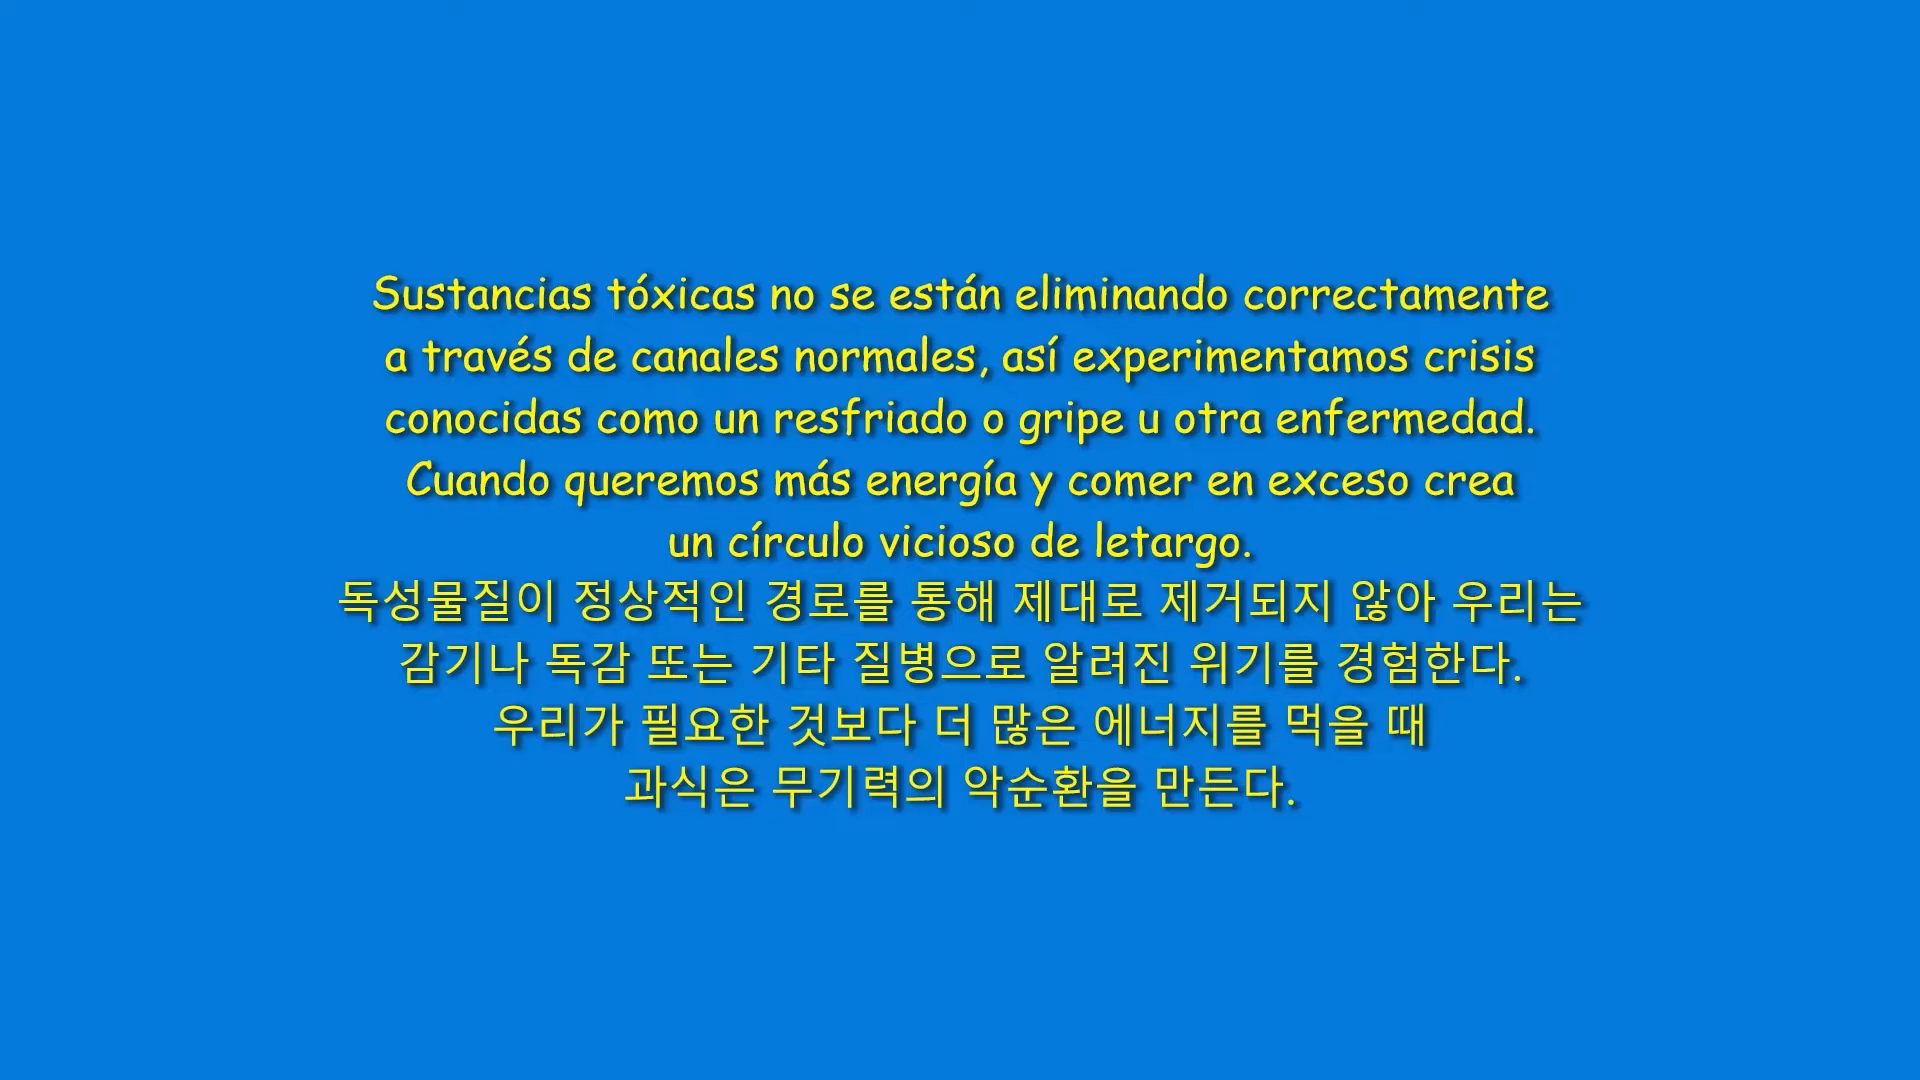 Sustancias tóxicas no se están eliminando correctamente
a través de canales normales, así experimentamos crisis
conocidas como un resfriado o gripe u otra enfermedad.
Cuando queremos más energía y comer en exceso crea
un círculo vicioso de letargo.
독성물질이 정상적인 경로를 통해 제대로 제거되지 않아 우리는
감기나 독감 또는 기타 질병으로 알려진 위기를 경험한다.
우리가 필요한 것보다 더 많은 에너지를 먹을 때
과식은 무기력의 악순환을 만든다.